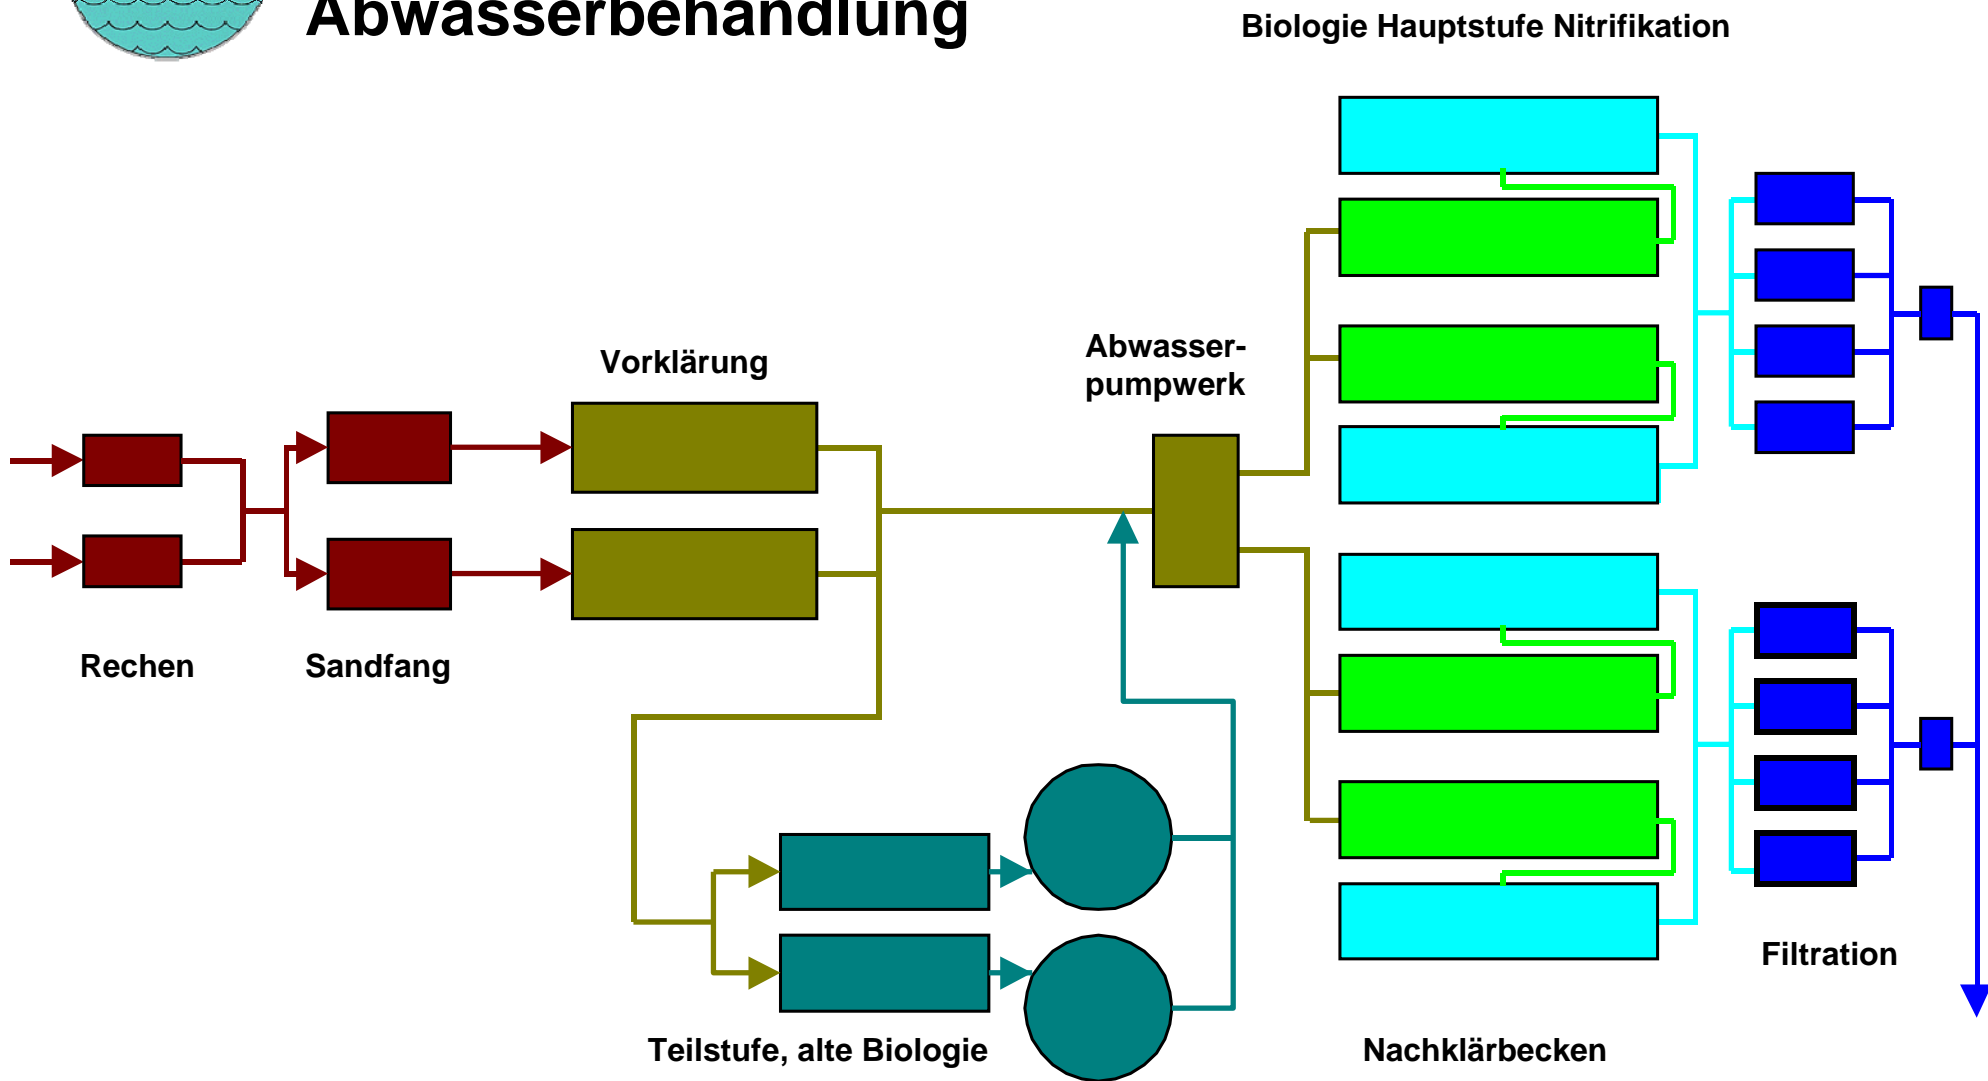 Abwasserbehandlung
Biologie Hauptstufe Nitrifikation
Vorklärung
Abwasser-
pumpwerk
Rechen
Sandfang
Filtration
Teilstufe, alte Biologie
Nachklärbecken